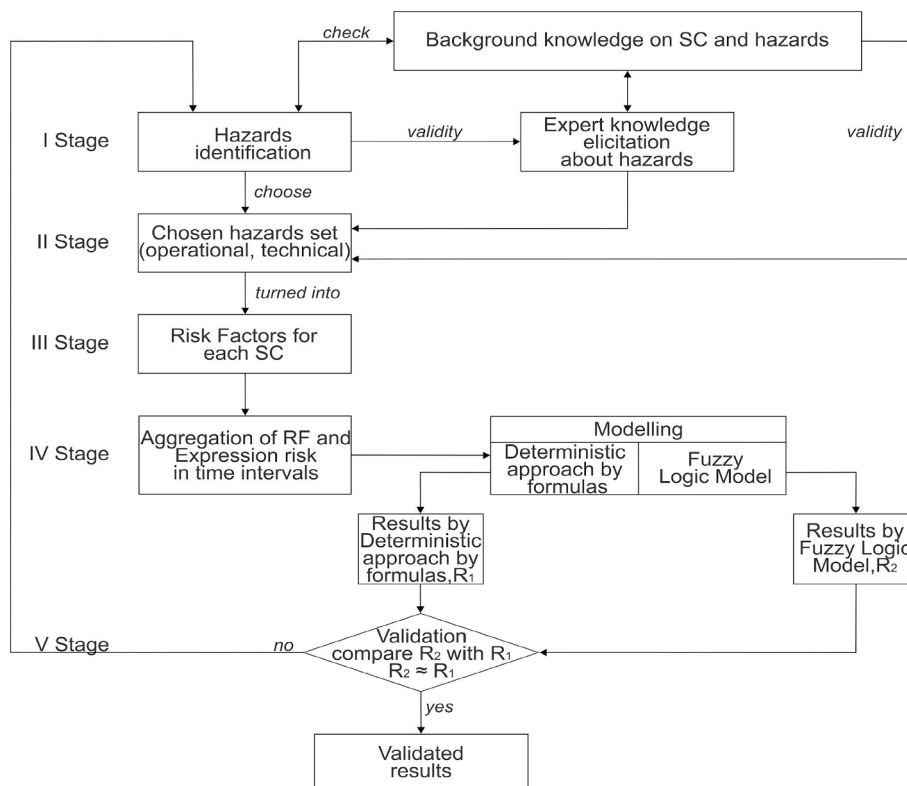 check
Background knowledge on SC and hazards
I Stage
Hazards
identification
validity
Expert knowledge
elicitation
about hazards
validity
choose
II Stage
Chosen hazards set
(operational, technical)
turned into
III Stage
Risk Factors for
each SC
IV Stage
Aggregation of RF and
Expression risk
in time intervals
Modelling
Deterministic
approach by
formulas
Fuzzy
Logic Model
Results by
Deterministic
approach by
formulas,R₁
Results by
Fuzzy Logic
Model,R₂
V Stage
no
Validation
compare R₂ with R₁
R₂ ≈ R₁
yes
Validated
results